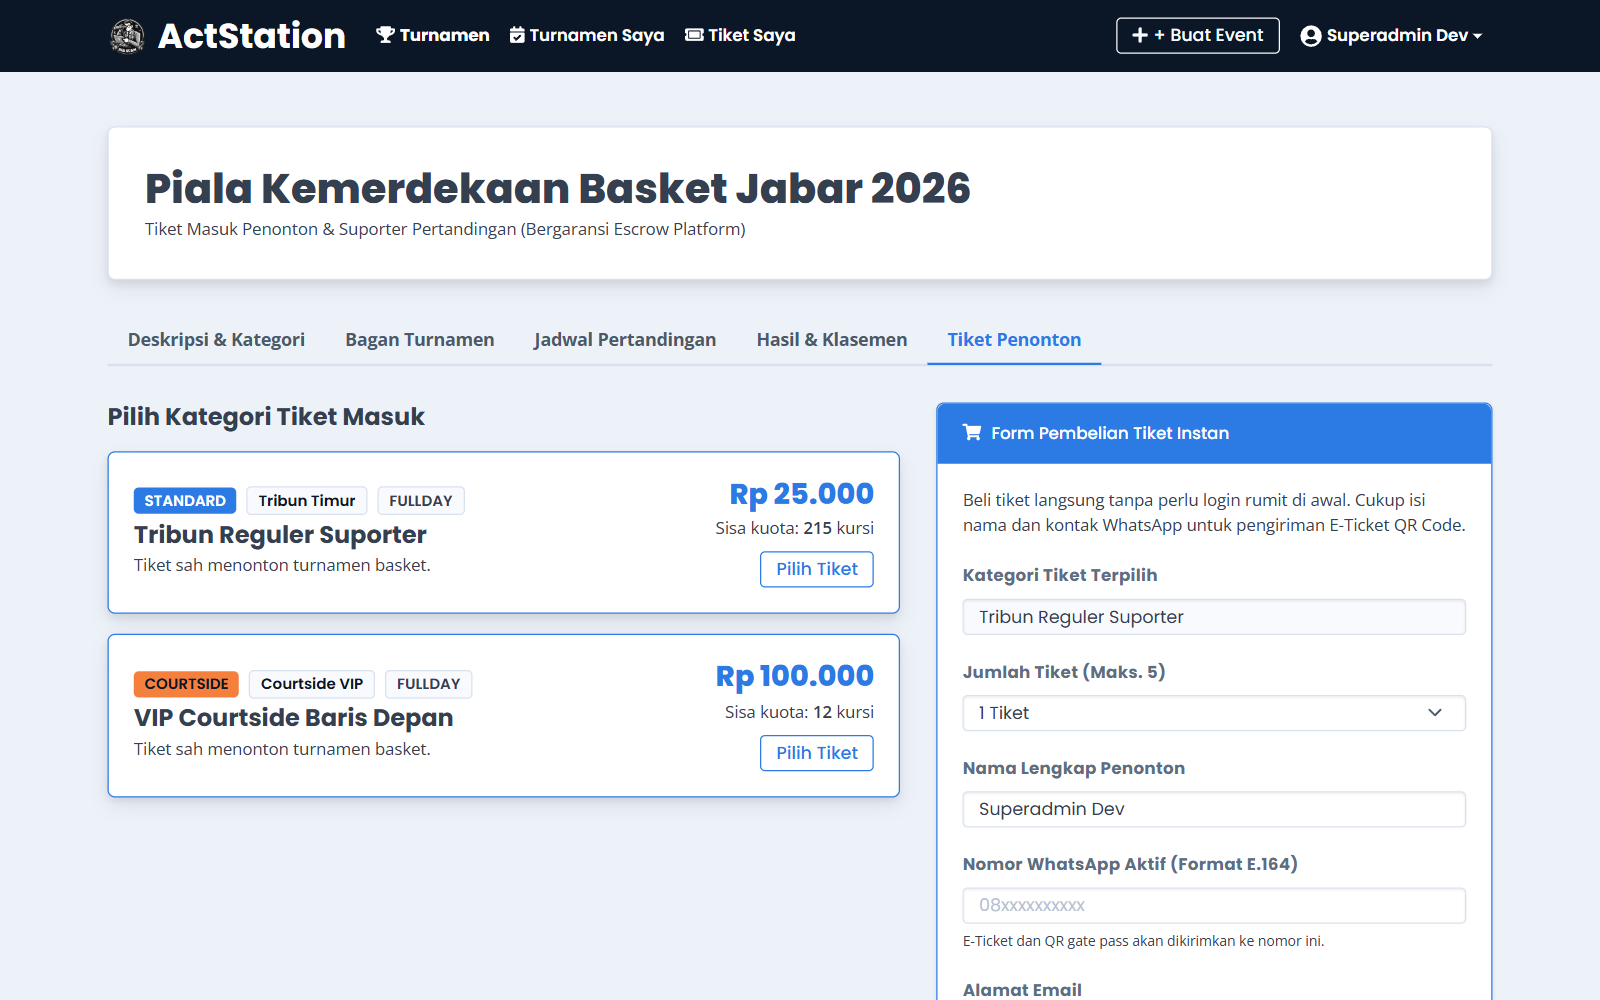 ActStation
Turnamen
Turnamen Saya
Tiket Saya
+ Buat Event
Superadmin Dev
Piala Kemerdekaan Basket Jabar 2026
Tiket Masuk Penonton & Suporter Pertandingan (Bergaransi Escrow Platform)
Deskripsi & Kategori
Bagan Turnamen
Jadwal Pertandingan
Hasil & Klasemen
Tiket Penonton
Pilih Kategori Tiket Masuk
STANDARD
Tribun Timur
FULLDAY
Tribun Reguler Suporter
Tiket sah menonton turnamen basket.
Rp 25.000
Sisa kuota: 215 kursi
Pilih Tiket
COURTSIDE
Courtside VIP
FULLDAY
VIP Courtside Baris Depan
Tiket sah menonton turnamen basket.
Rp 100.000
Sisa kuota: 12 kursi
Pilih Tiket
Form Pembelian Tiket Instan
Beli tiket langsung tanpa perlu login rumit di awal. Cukup isi
nama dan kontak WhatsApp untuk pengiriman E-Ticket QR Code.
Kategori Tiket Terpilih
Tribun Reguler Suporter
Jumlah Tiket (Maks. 5)
1 Tiket
Nama Lengkap Penonton
Superadmin Dev
Nomor WhatsApp Aktif (Format E.164)
08xxxxxxxxxx
E-Ticket dan QR gate pass akan dikirimkan ke nomor ini.
Alamat Email